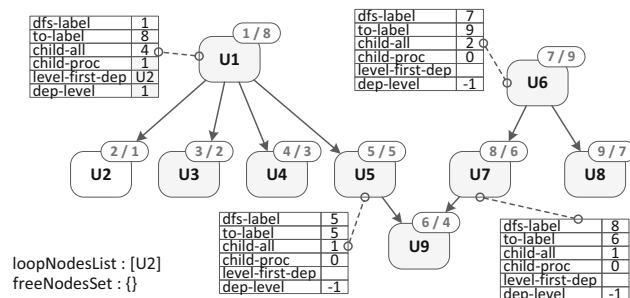 dfs-label 1
to-label 8
child-all 4
child-proc 1
level-first-dep U2
dep-level 1
1 / 8
U1
dfs-label 7
to-label 9
child-all 2
child-proc 0
level-first-dep
dep-level -1
7 / 9
U6
2 / 1
U2
3 / 2
U3
4 / 3
U4
5 / 5
U5
8 / 6
U7
9 / 7
U8
6 / 4
U9
dfs-label 5
to-label 5
child-all 1
child-proc 0
level-first-dep
dep-level -1
dfs-label 8
to-label 6
child-all 1
child-proc 0
level-first-dep
dep-level -1
loopNodesList : [U2]
freeNodesSet : {}